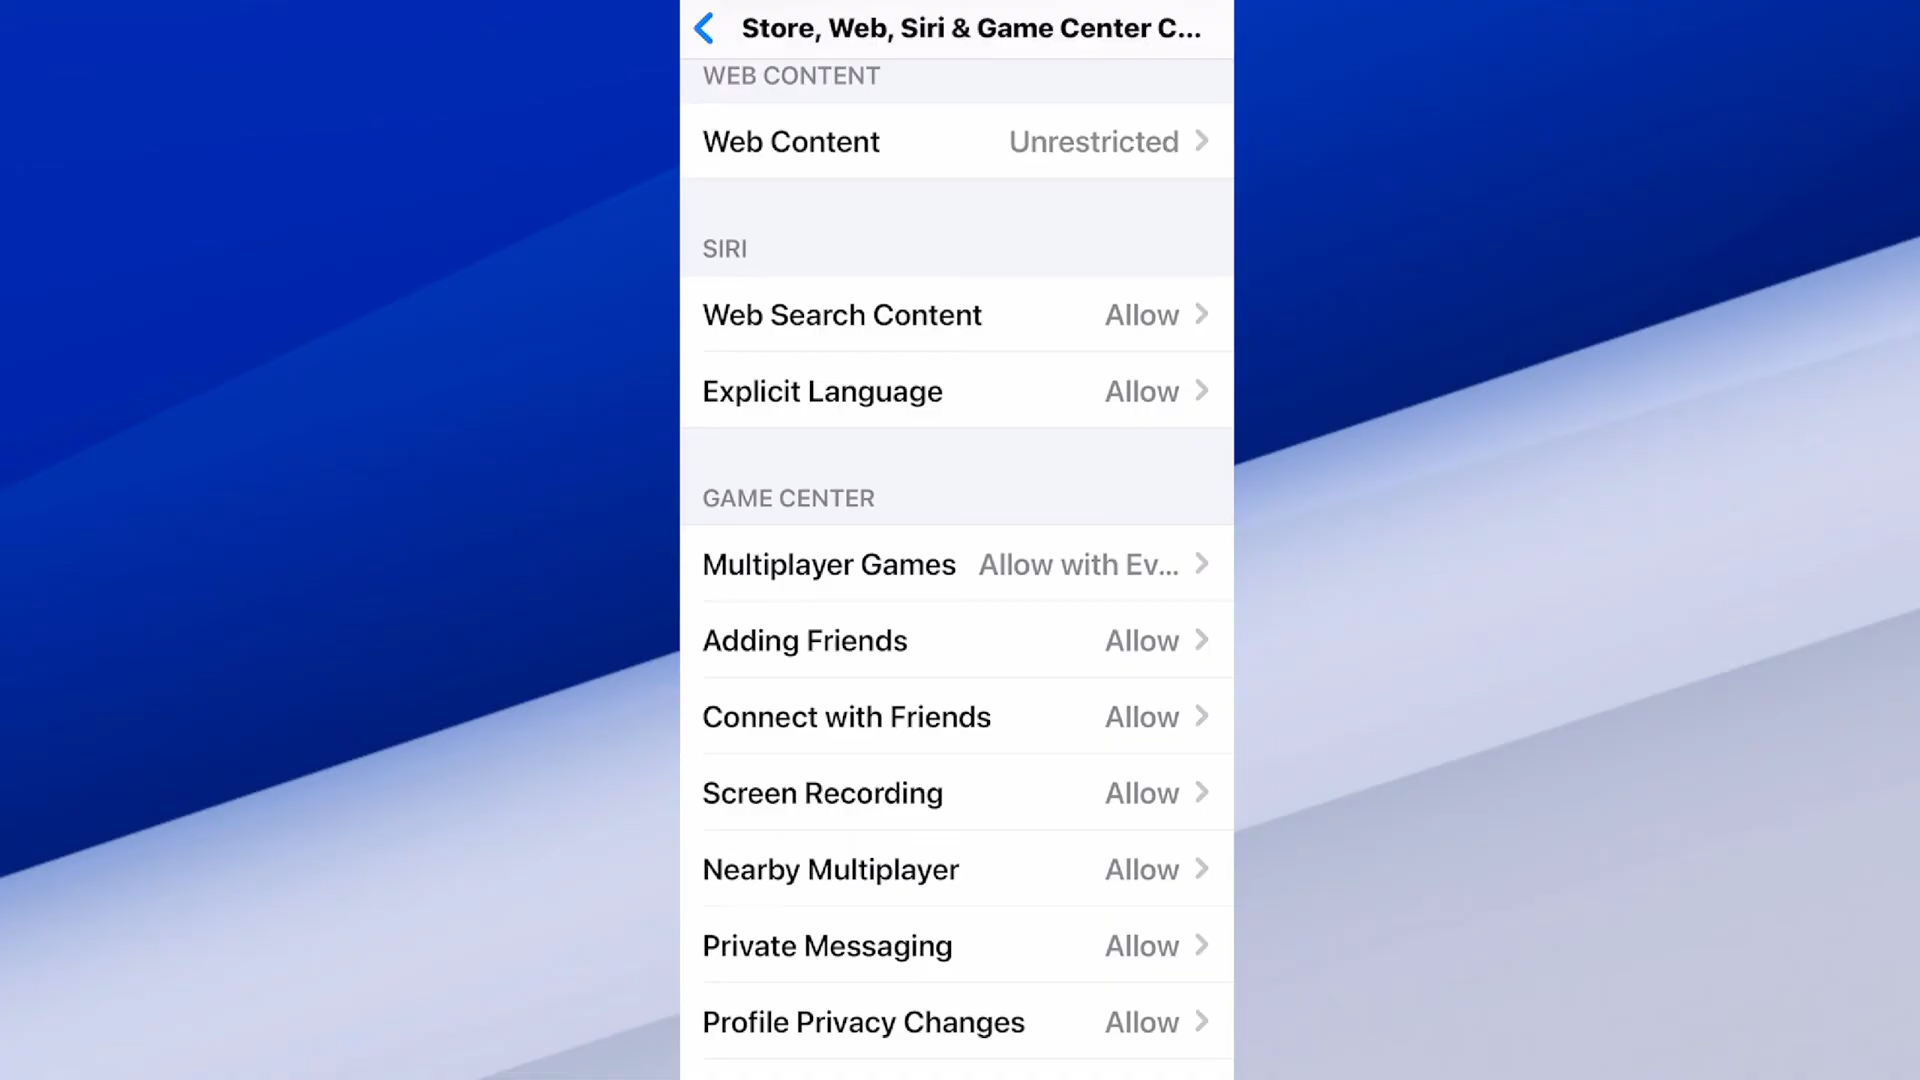 Store, Web, Siri & Game Center C...
WEB CONTENT
Web Content Unrestricted
SIRI
Web Search Content Allow
Explicit Language Allow
GAME CENTER
Multiplayer Games Allow with Ev...
Adding Friends Allow
Connect with Friends Allow
Screen Recording Allow
Nearby Multiplayer Allow
Private Messaging Allow
Profile Privacy Changes Allow